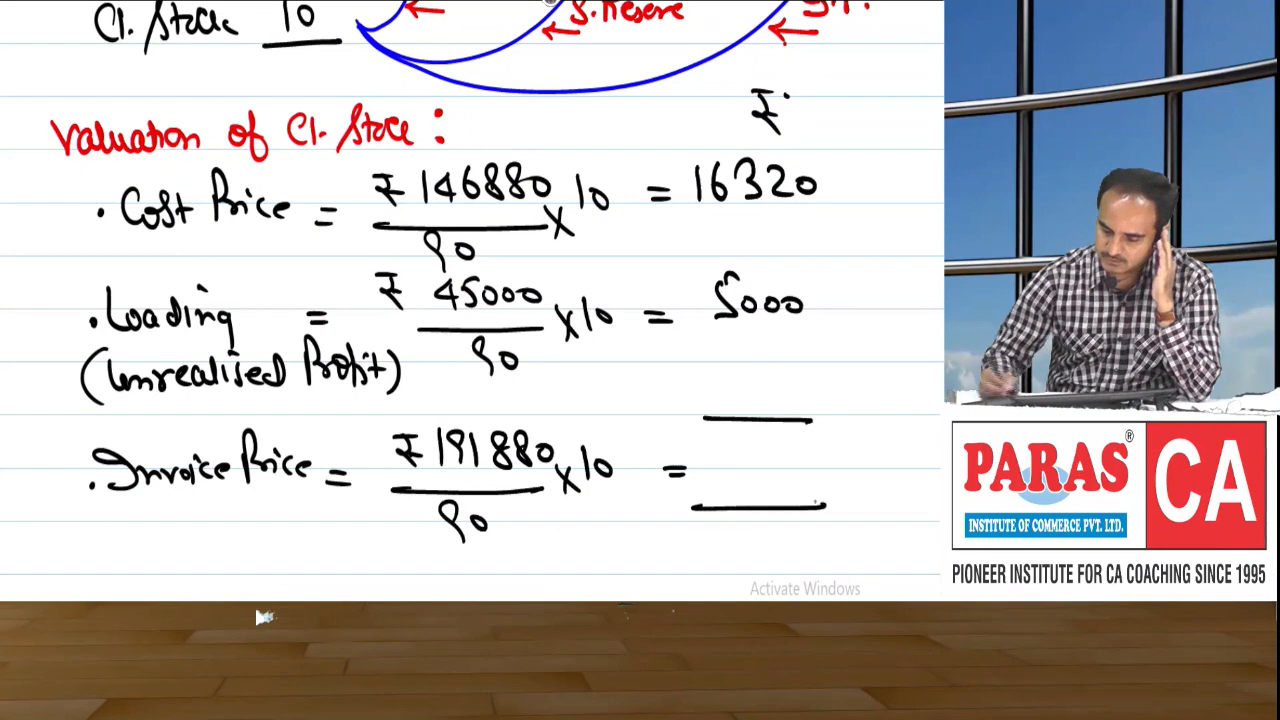 Cl. Stock 10
S. Reserve
Valuation of Cl. Stock :
₹
. Cost Price = ₹ 146880 / 90 x 10 = 16320
. Loading = ₹ 45000 / 90 x 10 = 5000
(Unrealised Profit)
. Invoice Price = ₹ 191880 / 90 x 10 =
PARAS®
INSTITUTE OF COMMERCE PVT. LTD.
CA
PIONEER INSTITUTE FOR CA COACHING SINCE 1995
Activate Windows